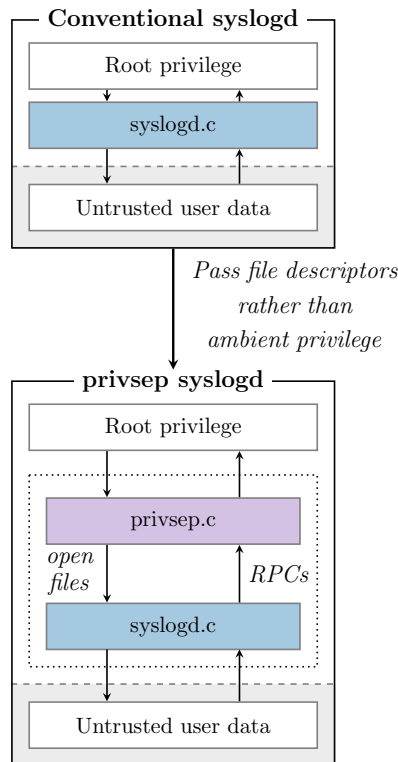 Conventional syslogd
Root privilege
syslogd.c
Untrusted user data
Pass file descriptors
rather than
ambient privilege
privsep syslogd
Root privilege
privsep.c
open
files
RPCs
syslogd.c
Untrusted user data